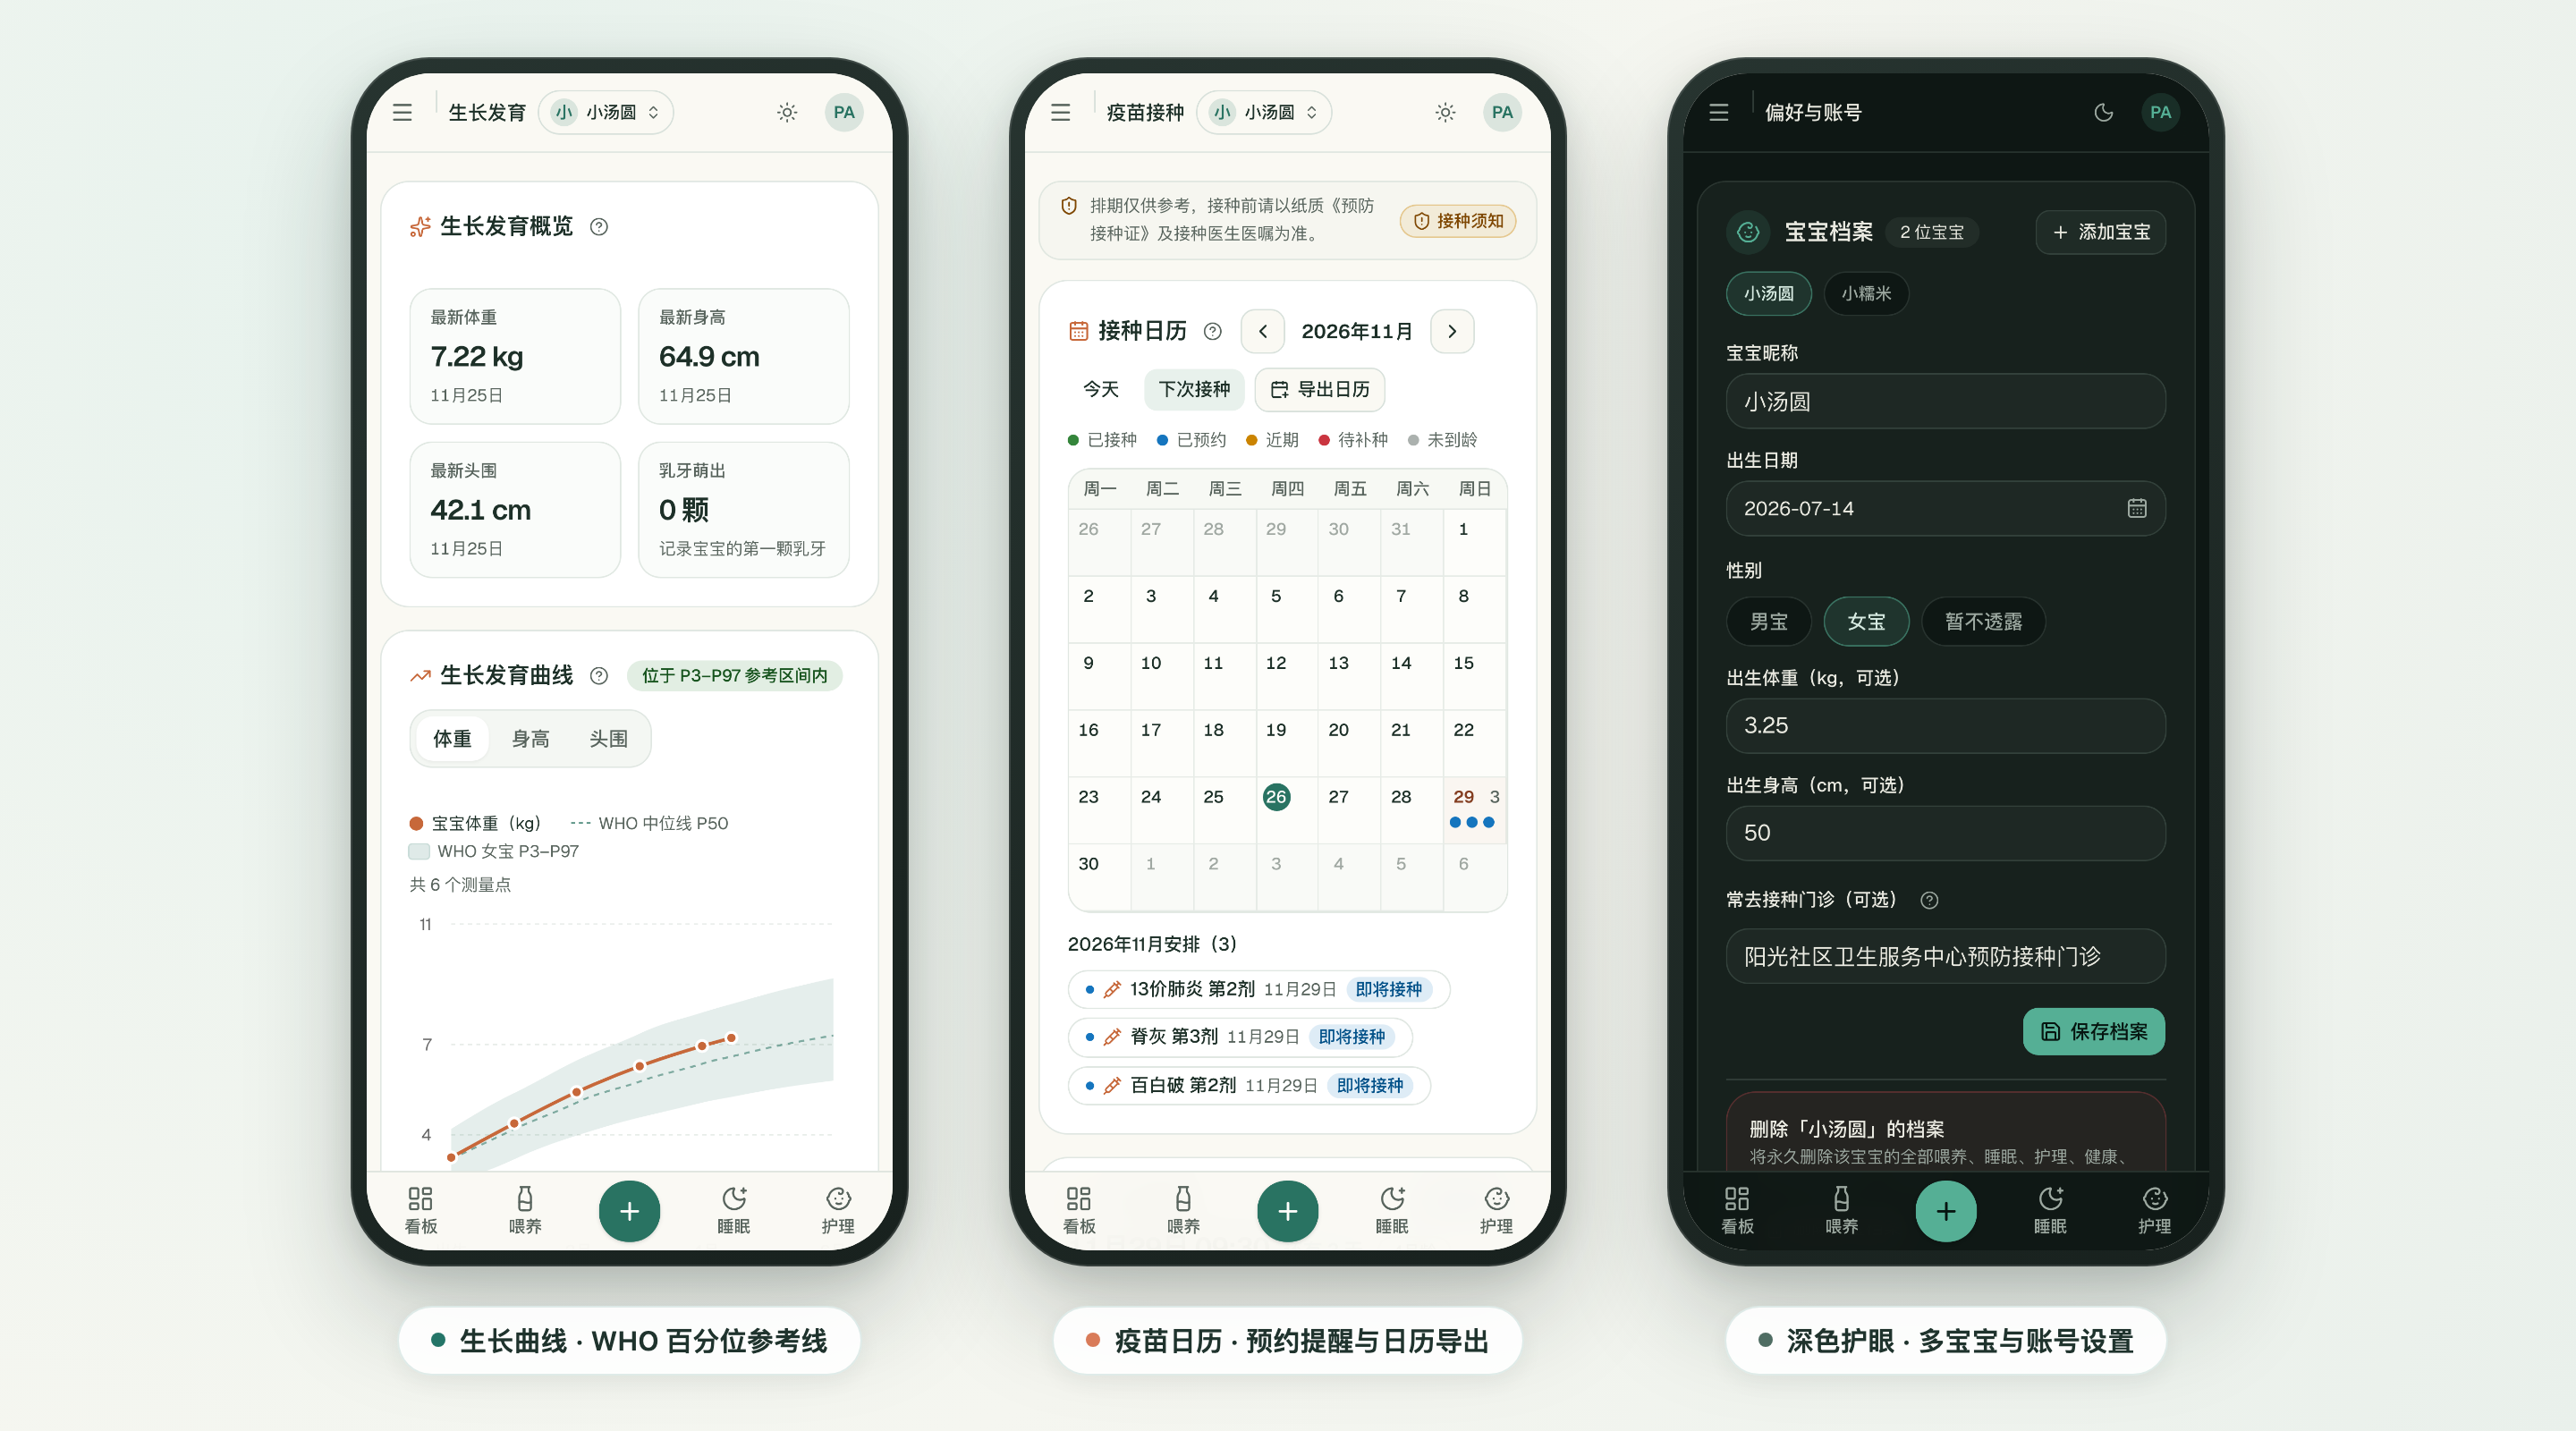 生长发育
小 小汤圆
PA
生长发育概览
最新体重
7.22 kg
11月25日
最新身高
64.9 cm
11月25日
最新头围
42.1 cm
11月25日
乳牙萌出
0 颗
记录宝宝的第一颗乳牙
生长发育曲线
位于 P3–P97 参考区间内
体重 身高 头围
宝宝体重（kg） WHO 中位线 P50
WHO 女宝 P3–P97
共 6 个测量点
11
7
4
看板 喂养 睡眠 护理
生长曲线 · WHO 百分位参考线
疫苗接种
小 小汤圆
PA
排期仅供参考，接种前请以纸质《预防
接种证》及接种医生医嘱为准。
接种须知
接种日历
2026年11月
今天 下次接种 导出日历
已接种 已预约 近期 待补种 未到龄
周一 周二 周三 周四 周五 周六 周日
26 27 28 29 30 31 1
2 3 4 5 6 7 8
9 10 11 12 13 14 15
16 17 18 19 20 21 22
23 24 25 26 27 28 29 3
30 1 2 3 4 5 6
2026年11月安排（3）
13价肺炎 第2剂 11月29日 即将接种
脊灰 第3剂 11月29日 即将接种
百白破 第2剂 11月29日 即将接种
看板 喂养 睡眠 护理
疫苗日历 · 预约提醒与日历导出
偏好与账号
PA
宝宝档案
2 位宝宝
添加宝宝
小汤圆 小糯米
宝宝昵称
小汤圆
出生日期
2026-07-14
性别
男宝 女宝 暂不透露
出生体重（kg，可选）
3.25
出生身高（cm，可选）
50
常去接种门诊（可选）
阳光社区卫生服务中心预防接种门诊
保存档案
删除「小汤圆」的档案
将永久删除该宝宝的全部喂养、睡眠、护理、健康、
看板 喂养 睡眠 护理
深色护眼 · 多宝宝与账号设置